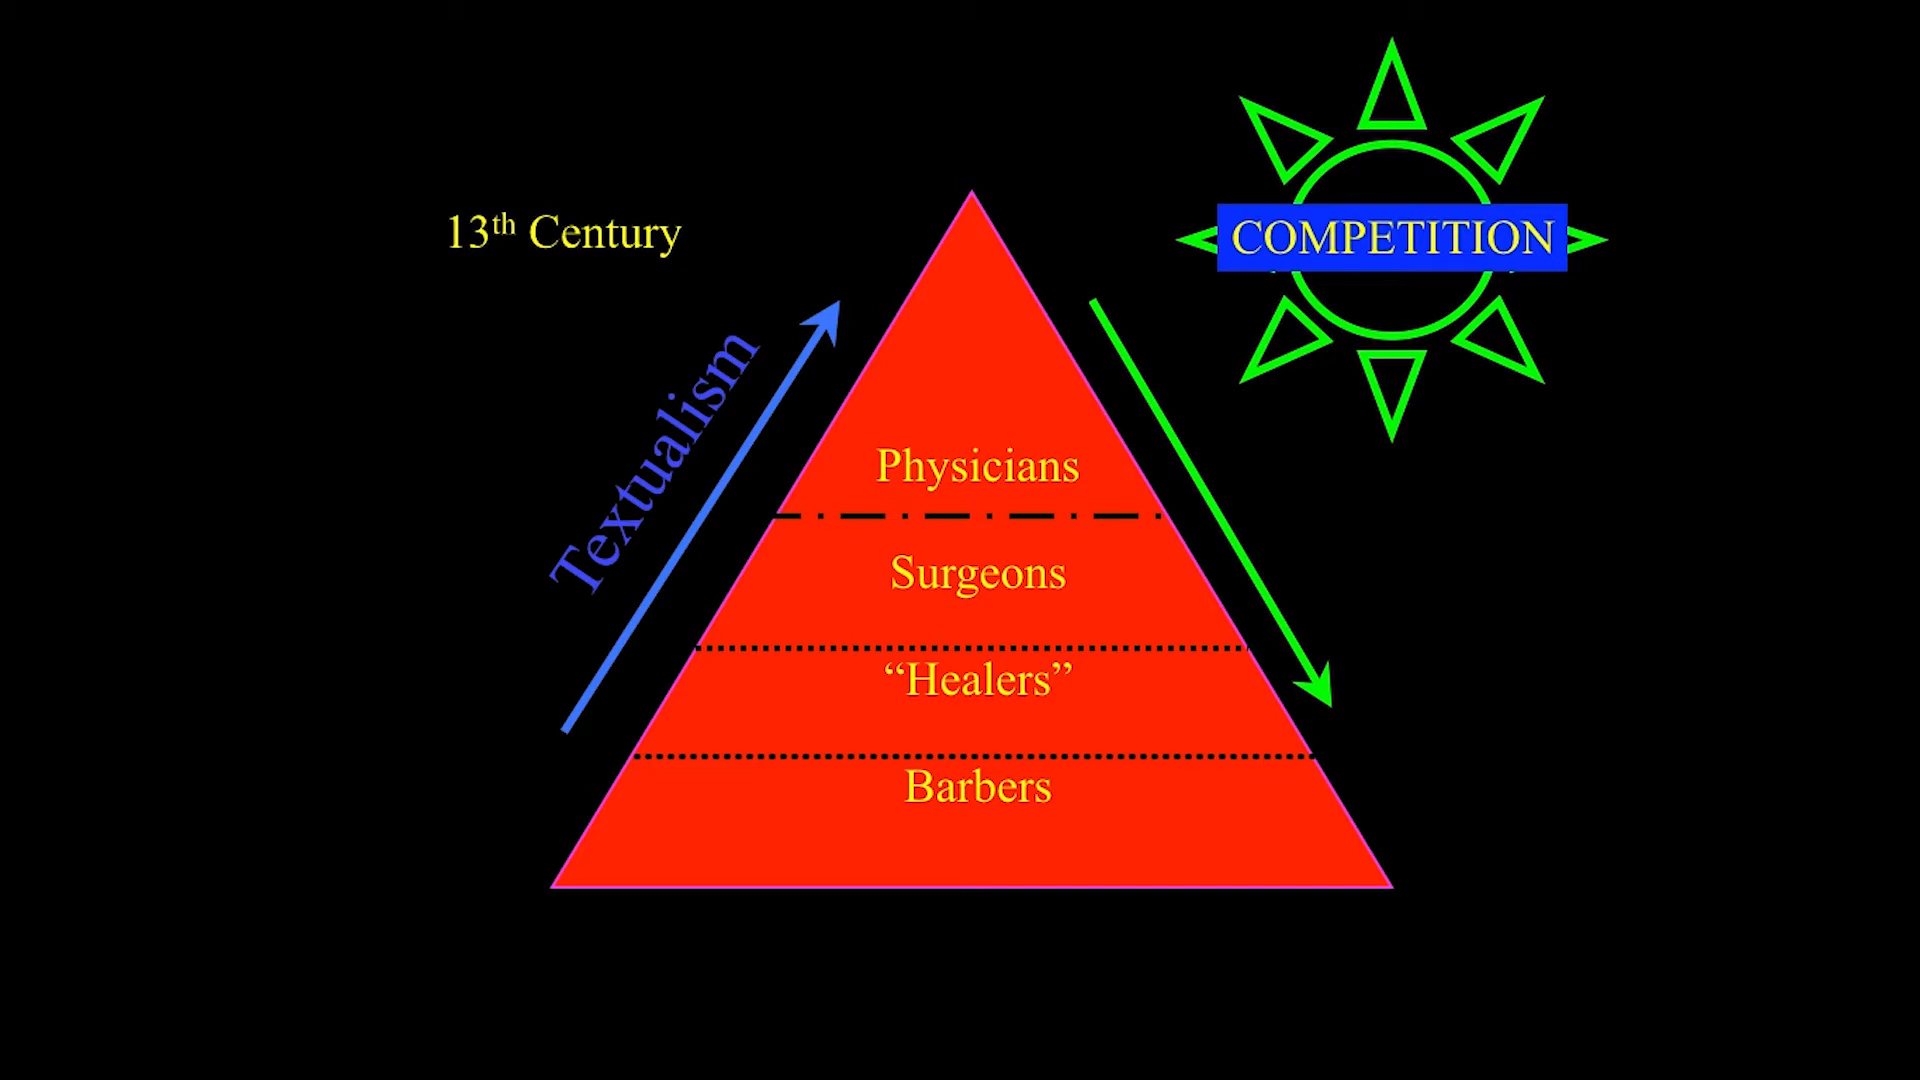 13th Century
COMPETITION
Textualism
Physicians
Surgeons
“Healers”
Barbers